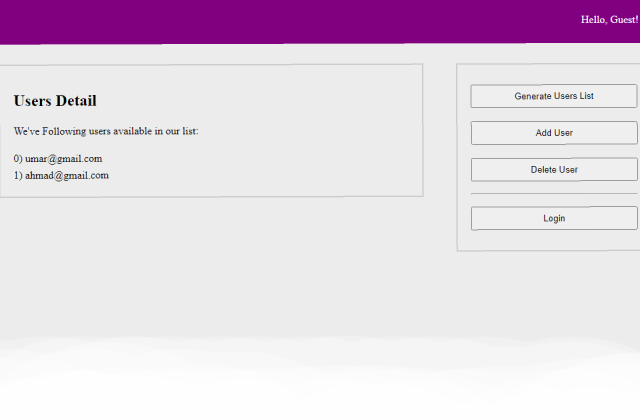 Hello, Guest!
Users Detail
We've Following users available in our list:
0) umar@gmail.com
1) ahmad@gmail.com
Generate Users List
Add User
Delete User
Login